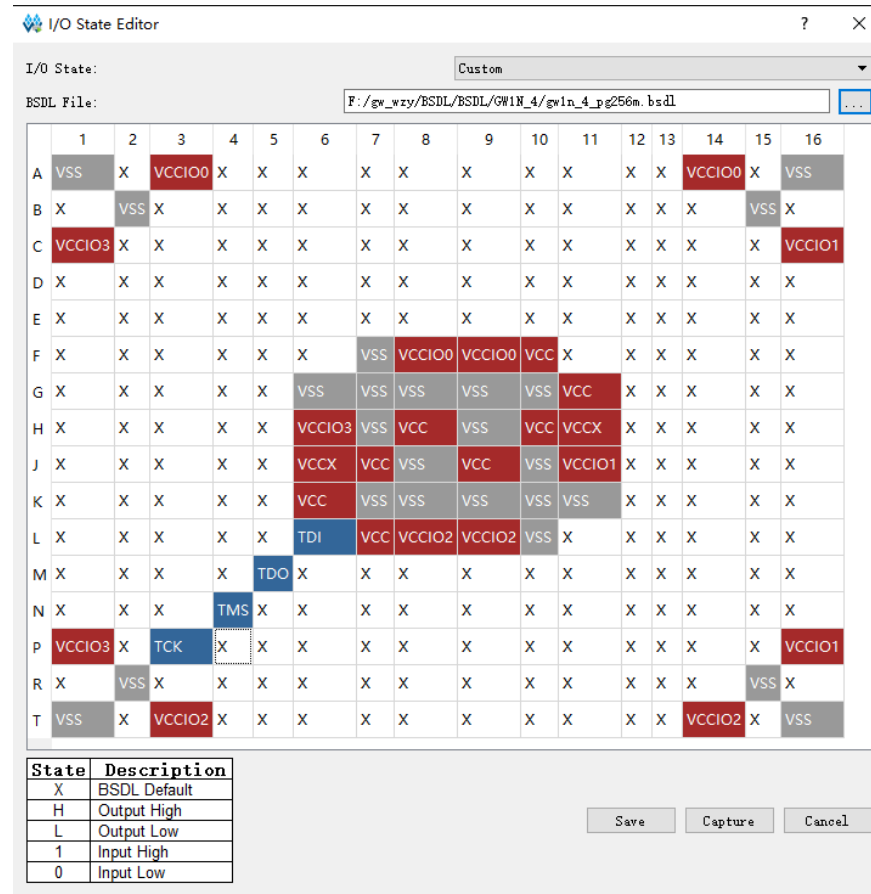 I/O State Editor ? ×
I/O State: Custom
BSDL File: F:/gw_wzy/BSDL/BSDL/GW1N_4/gw1n_4_pg256m.bsdl ...
1 2 3 4 5 6 7 8 9 10 11 12 13 14 15 16
A VSS X VCCIO0 X X X X X X X X X X VCCIO0 X VSS
B X VSS X X X X X X X X X X X X VSS X
C VCCIO3 X X X X X X X X X X X X X X VCCIO1
D X X X X X X X X X X X X X X X X
E X X X X X X X X X X X X X X X X
F X X X X X X VSS VCCIO0 VCCIO0 VCC X X X X X X
G X X X X X VSS VSS VSS VSS VSS VCC X X X X X
H X X X X X VCCIO3 VSS VCC VSS VCC VCCX X X X X X
J X X X X X VCCX VCC VSS VCC VSS VCCIO1 X X X X X
K X X X X X VCC VSS VSS VSS VSS VSS X X X X X
L X X X X X TDI VCC VCCIO2 VCCIO2 VSS X X X X X X
M X X X X TDO X X X X X X X X X X X
N X X X TMS X X X X X X X X X X X X
P VCCIO3 X TCK X X X X X X X X X X X X VCCIO1
R X VSS X X X X X X X X X X X X VSS X
T VSS X VCCIO2 X X X X X X X X X X VCCIO2 X VSS
State Description
X BSDL Default
H Output High
L Output Low
1 Input High
0 Input Low
Save Capture Cancel